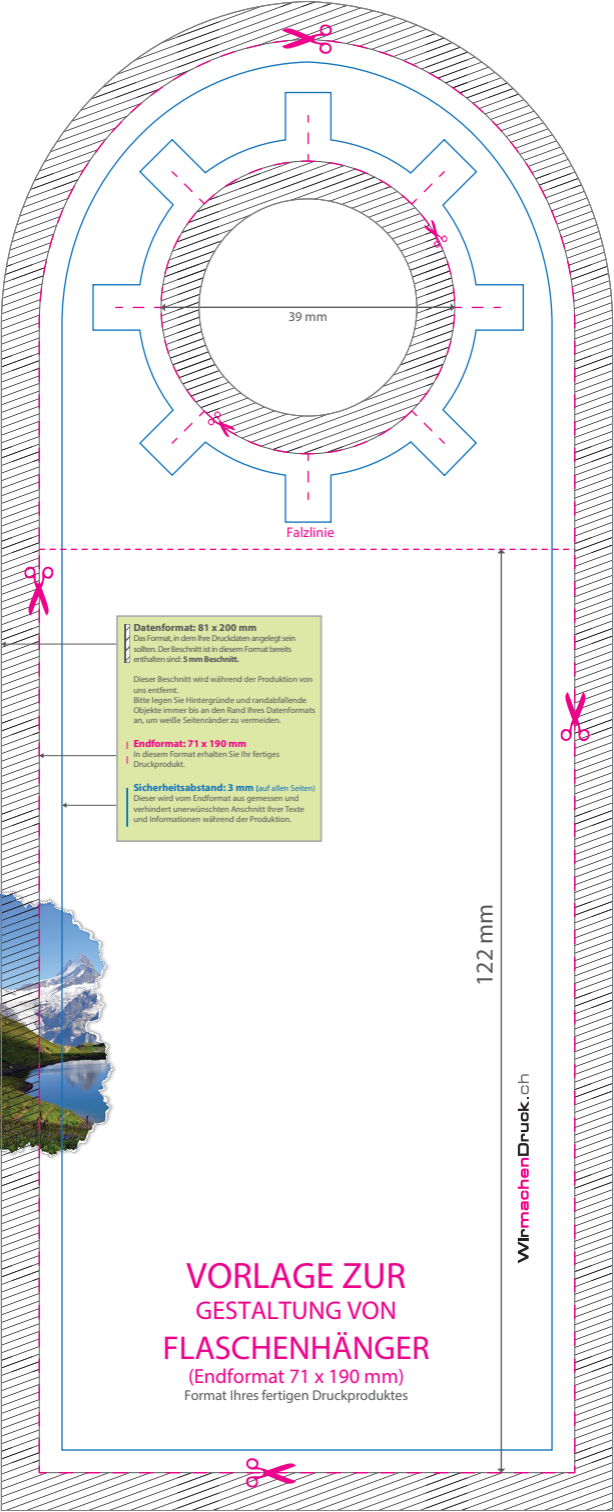 39 mm
Falzlinie
Datenformat: 81 x 200 mm
Das Format, in dem Ihre Druckdaten angelegt sein
sollten. Der Beschnitt ist in diesem Format bereits
enthalten sind: 5 mm Beschnitt.
Dieser Beschnitt wird während der Produktion von
uns entfernt.
Bitte legen Sie Hintergründe und randabfallende
Objekte immer bis an den Rand Ihres Datenformats
an, um weiße Seitenränder zu vermeiden.
Endformat: 71 x 190 mm
In diesem Format erhalten Sie Ihr fertiges
Druckprodukt.
Sicherheitsabstand: 3 mm (auf allen Seiten)
Dieser wird vom Endformat aus gemessen und
verhindert unerwünschten Anschnitt Ihrer Texte
und Informationen während der Produktion.
122 mm
WIrmachenDruck.ch
VORLAGE ZUR
GESTALTUNG VON
FLASCHENHÄNGER
(Endformat 71 x 190 mm)
Format Ihres fertigen Druckproduktes